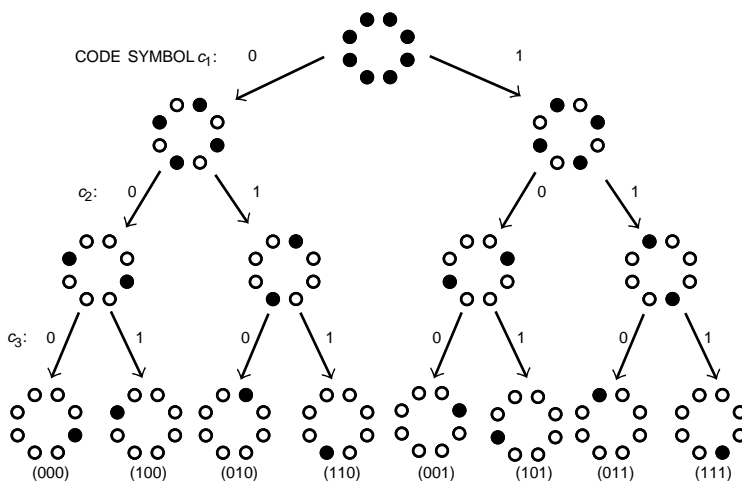 CODE SYMBOL c₁: 0 1
c₂: 0 1 0 1
c₃: 0 1 0 1 0 1 0 1
(000) (100) (010) (110) (001) (101) (011) (111)